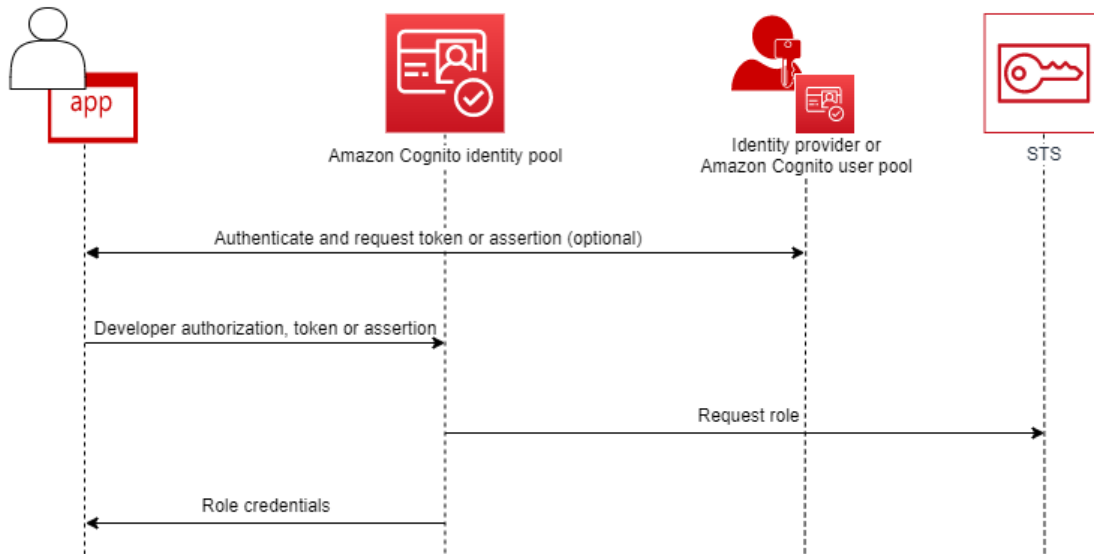 app
Amazon Cognito identity pool
Identity provider or
Amazon Cognito user pool
STS
Authenticate and request token or assertion (optional)
Developer authorization, token or assertion
Request role
Role credentials